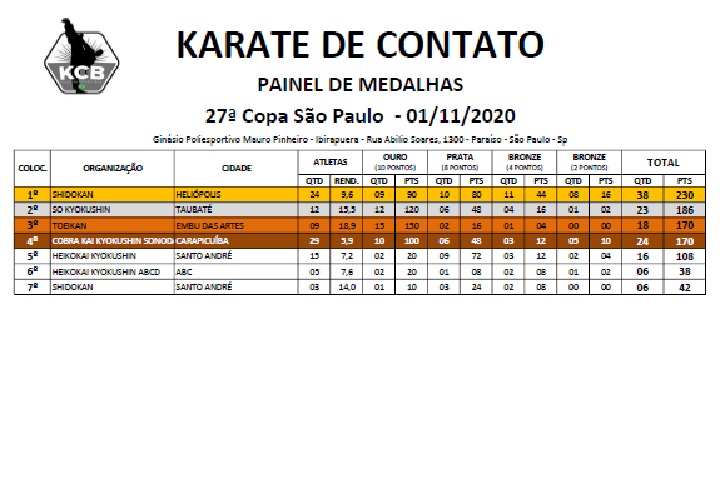 KCB
KARATE DE CONTATO
PAINEL DE MEDALHAS
27ª Copa São Paulo - 01/11/2020
Ginásio Poliesportivo Mauro Pinheiro - Ibirapuera - Rua Abilio Soares, 1300 - Paraiso - São Paulo - Sp
COLOC. ORGANIZAÇÃO CIDADE ATLETAS OURO PRATA BRONZE BRONZE TOTAL
(10 PONTOS) (8 PONTOS) (4 PONTOS) (2 PONTOS)
QTD REND. QTD PTS QTD PTS QTD PTS QTD PTS QTD PTS
1º SHIDOKAN HELIÓPOLIS 24 9,6 09 90 10 80 11 44 08 16 38 230
2º SO KYOKUSHIN TAUBATÉ 12 15,5 12 120 06 48 04 16 01 02 23 186
3º TOEIKAN EMBU DAS ARTES 09 18,9 15 150 02 16 01 04 00 00 18 170
4º COBRA KAI KYOKUSHIN SONODA CARAPICUÍBA 29 5,9 10 100 06 48 03 12 05 10 24 170
5º HEIKOKAI KYOKUSHIN SANTO ANDRÉ 15 7,2 02 20 09 72 03 12 02 04 16 108
6º HEIKOKAI KYOKUSHIN ABCD ABC 05 7,6 02 20 01 08 02 08 01 02 06 38
7º SHIDOKAN SANTO ANDRÉ 03 14,0 01 10 03 24 02 08 00 00 06 42